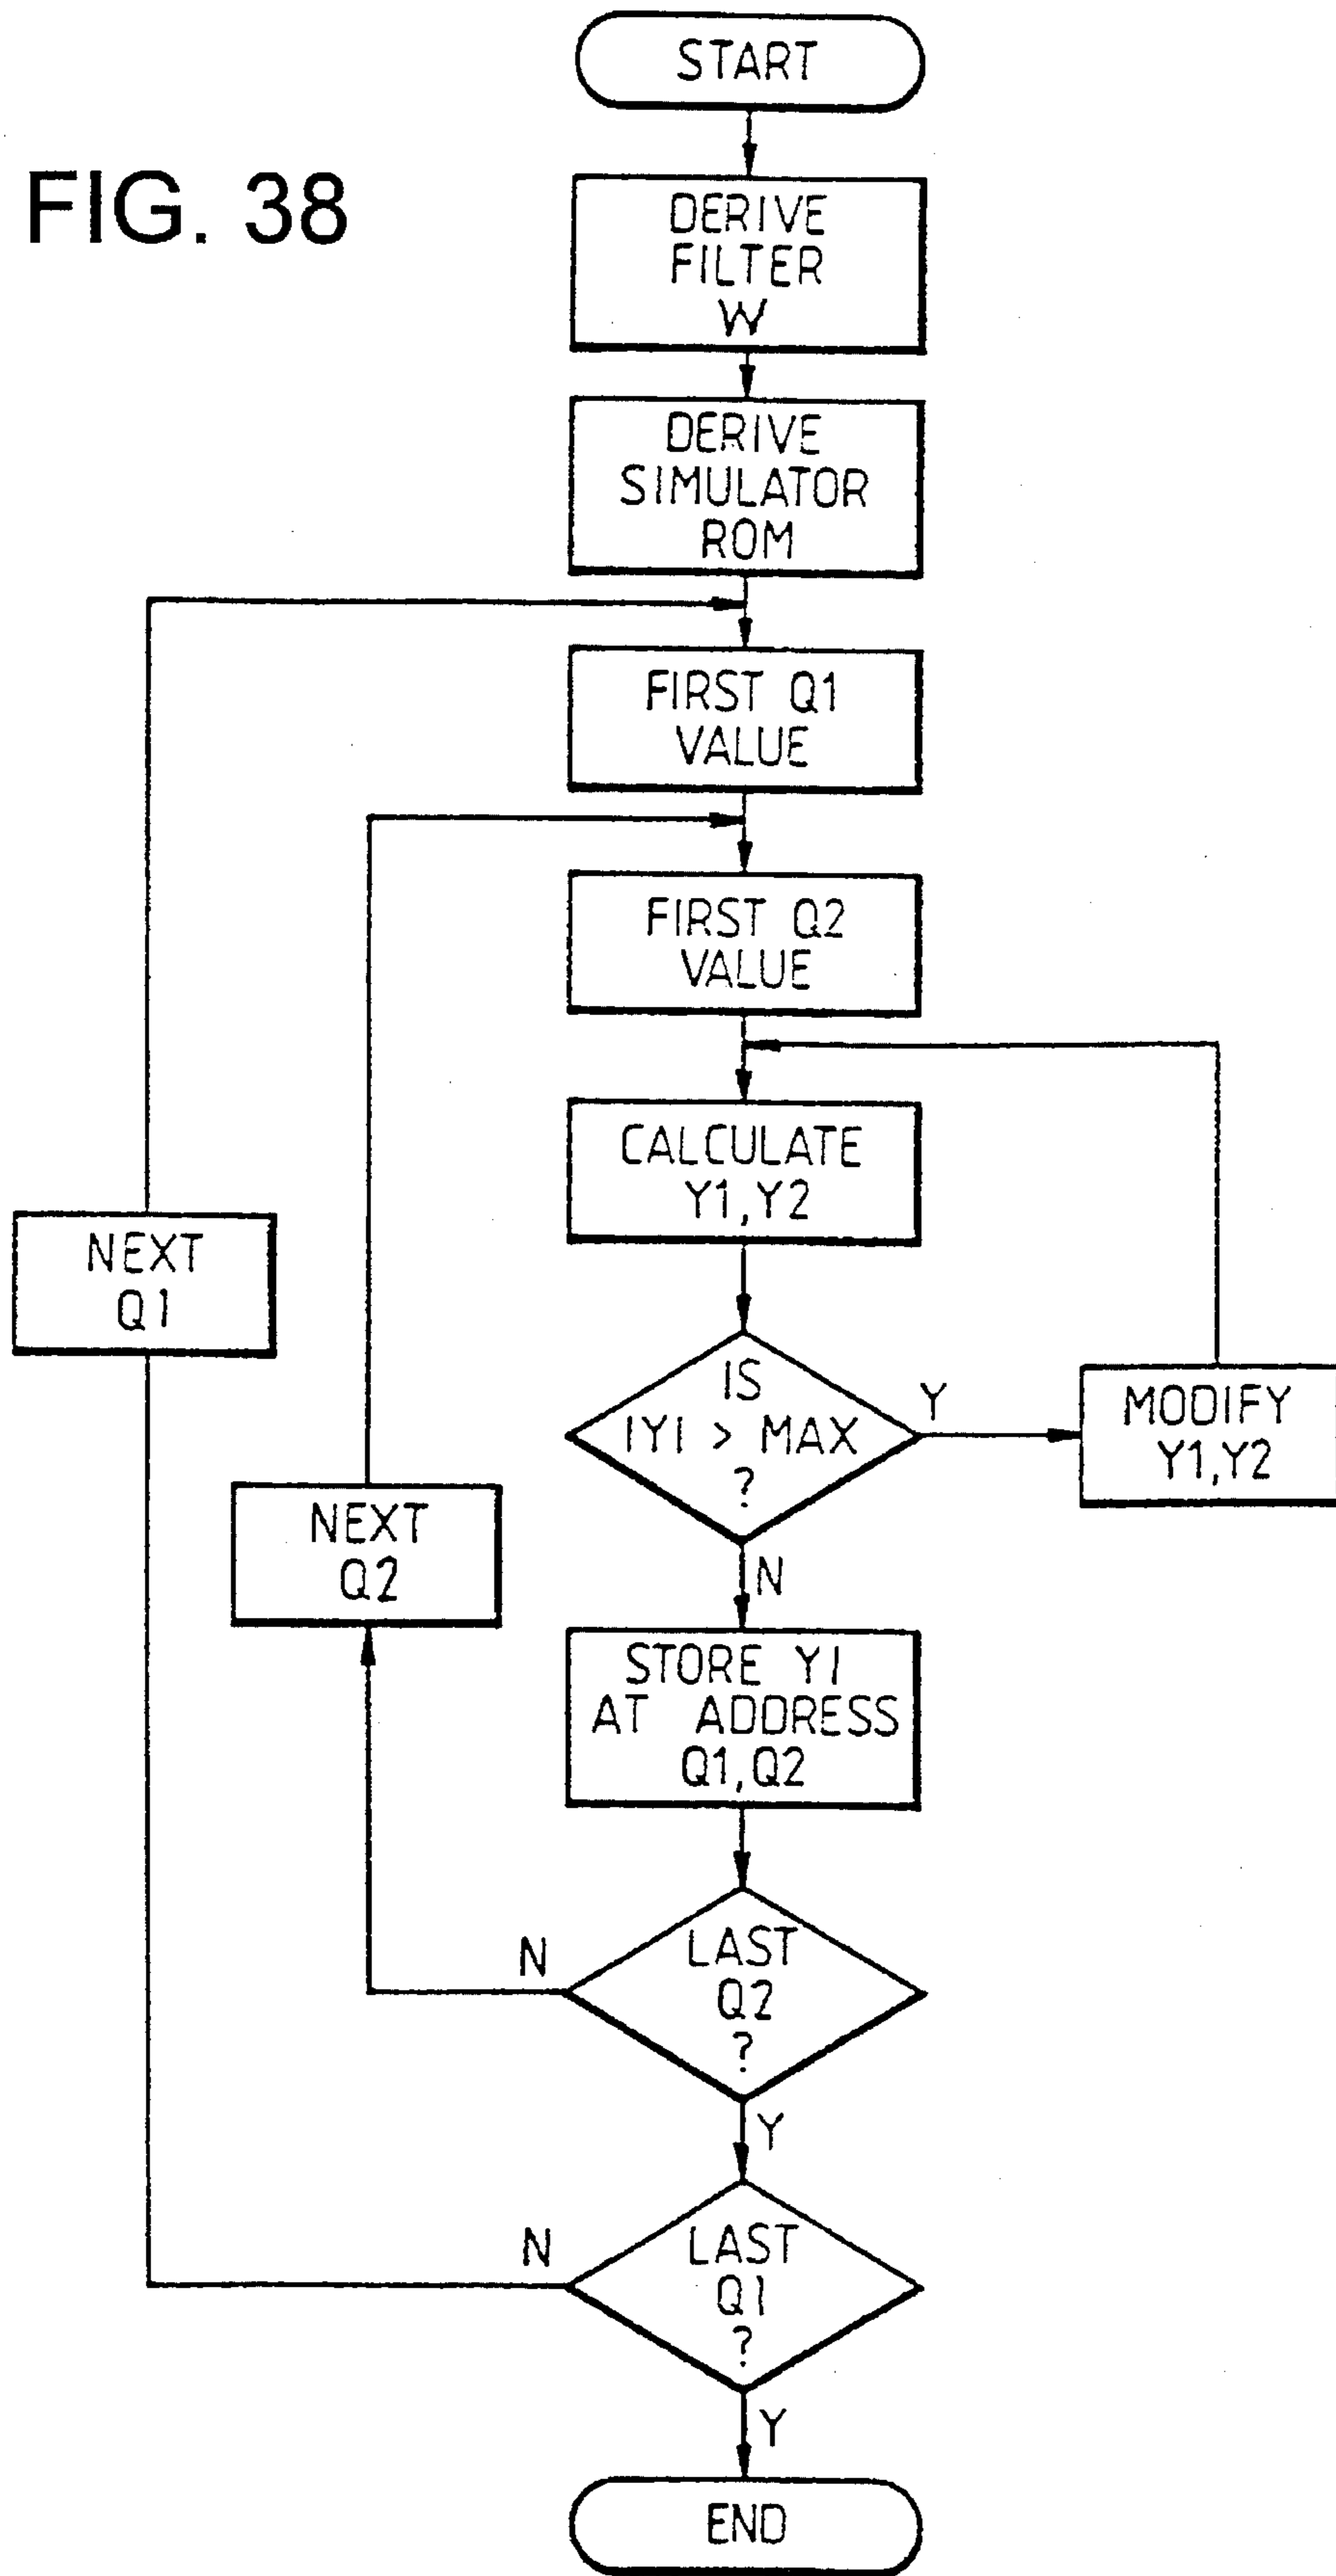 FIG. 38
START
DERIVE
FILTER
W
DERIVE
SIMULATOR
ROM
FIRST Q1
VALUE
FIRST Q2
VALUE
CALCULATE
Y1,Y2
NEXT
Q1
IS
|Y| > MAX
?
Y
MODIFY
Y1,Y2
NEXT
Q2
N
STORE Y1
AT ADDRESS
Q1,Q2
N
LAST
Q2
?
Y
N
LAST
Q1
?
Y
END